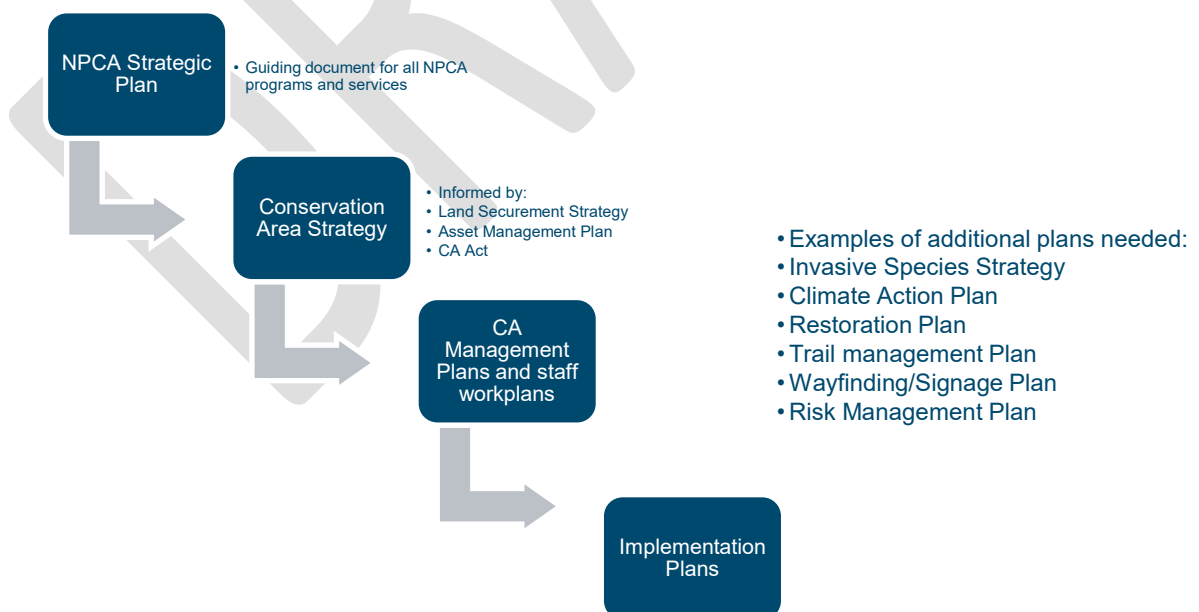 NPCA Strategic
Plan
• Guiding document for all NPCA
programs and services
Conservation
Area Strategy
• Informed by:
• Land Securement Strategy
• Asset Management Plan
• CA Act
CA
Management
Plans and staff
workplans
• Examples of additional plans needed:
• Invasive Species Strategy
• Climate Action Plan
• Restoration Plan
• Trail management Plan
• Wayfinding/Signage Plan
• Risk Management Plan
Implementation
Plans